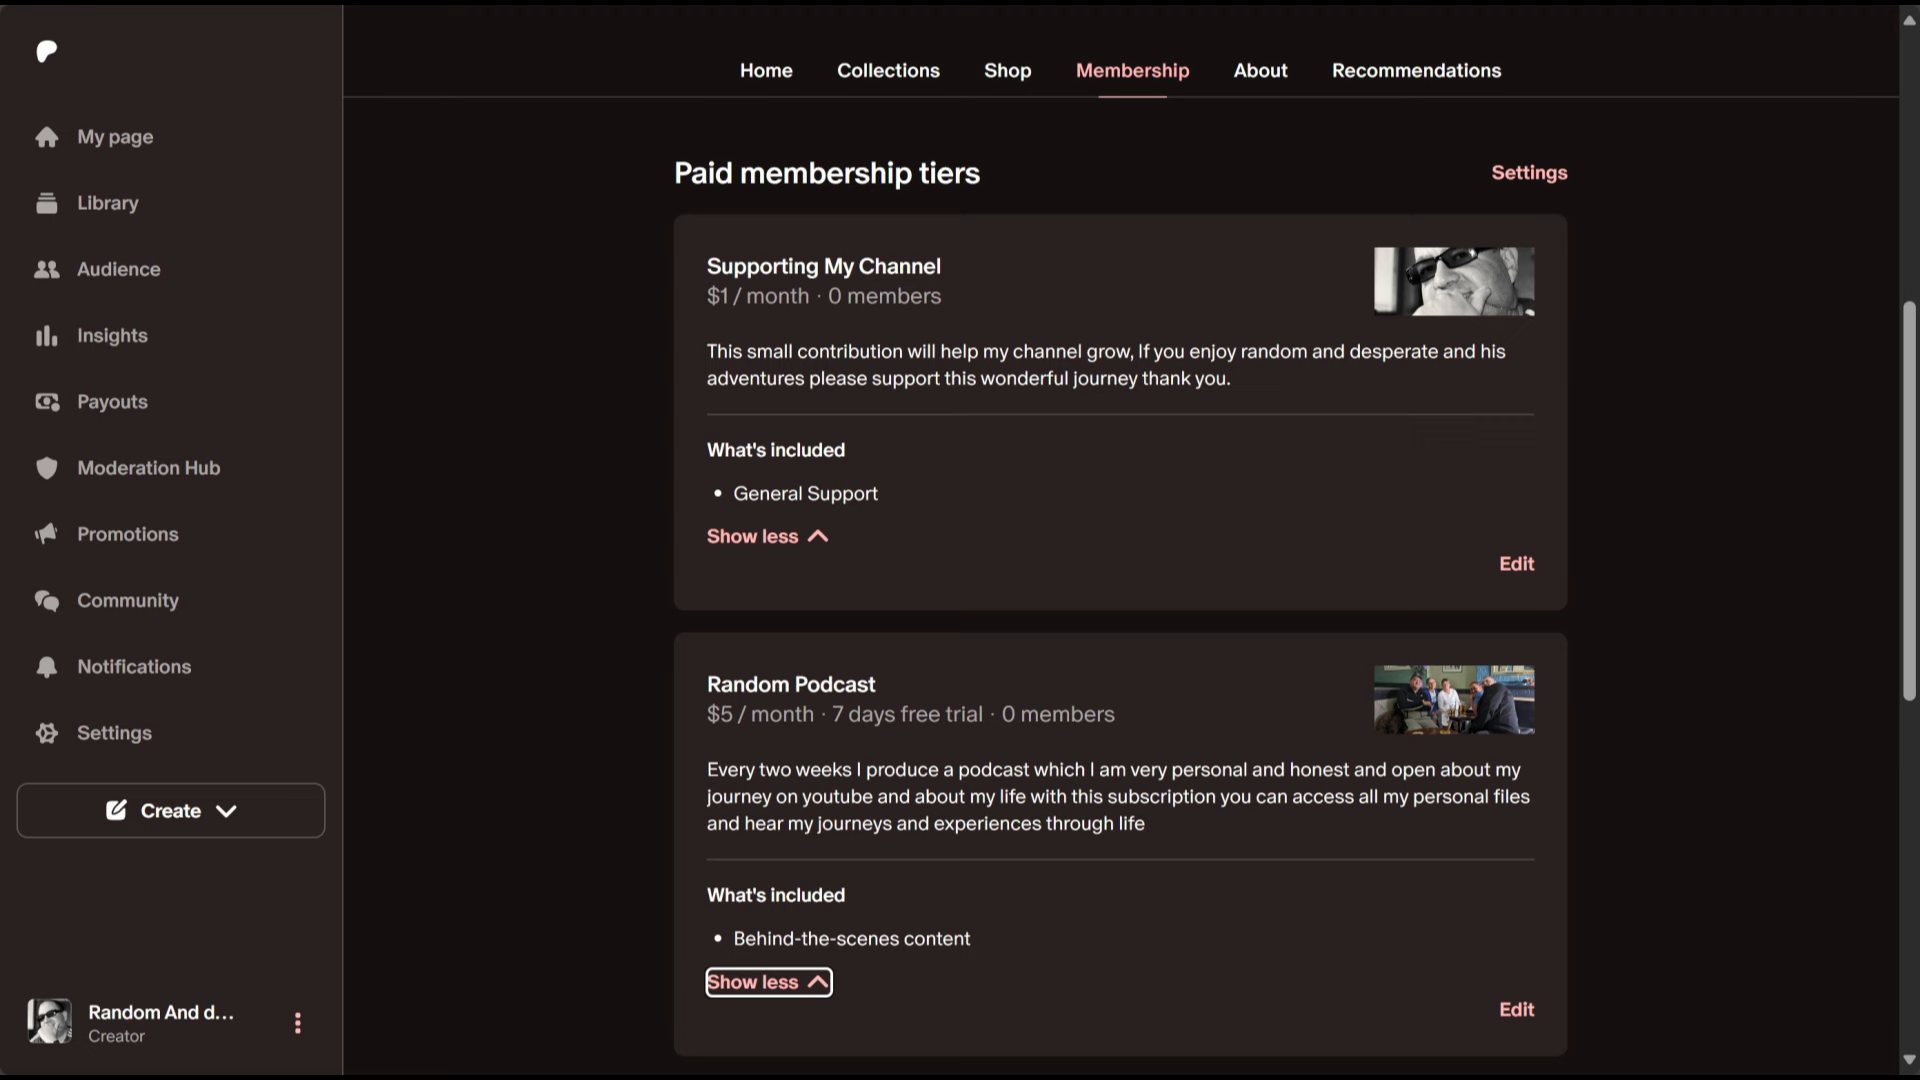 Home
Collections
Shop
Membership
About
Recommendations
My page
Library
Audience
Insights
Payouts
Moderation Hub
Promotions
Community
Notifications
Settings
Create
Random And d...
Creator
Paid membership tiers
Settings
Supporting My Channel
$1 / month · 0 members
This small contribution will help my channel grow, If you enjoy random and desperate and his
adventures please support this wonderful journey thank you.
What's included
• General Support
Show less
Edit
Random Podcast
$5 / month · 7 days free trial · 0 members
Every two weeks I produce a podcast which I am very personal and honest and open about my
journey on youtube and about my life with this subscription you can access all my personal files
and hear my journeys and experiences through life
What's included
• Behind-the-scenes content
Show less
Edit